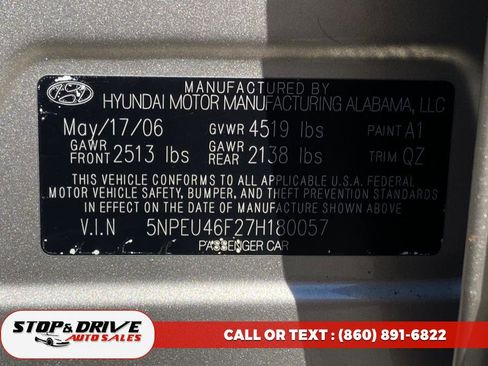 MANUFACTURED BY
HYUNDAI MOTOR MANUFACTURING ALABAMA, LLC
May/17/06 GVWR 4519 lbs PAINT A1
GAWR FRONT 2513 lbs GAWR REAR 2138 lbs TRIM QZ
THIS VEHICLE CONFORMS TO ALL APPLICABLE U.S.A. FEDERAL
MOTOR VEHICLE SAFETY, BUMPER, AND THEFT PREVENTION STANDARDS
IN EFFECT ON THE DATE OF MANUFACTURE SHOWN ABOVE.
V.I.N 5NPEU46F27H180057
PASSENGER CAR
STOP & DRIVE
AUTO SALES
CALL OR TEXT : (860) 891-6822